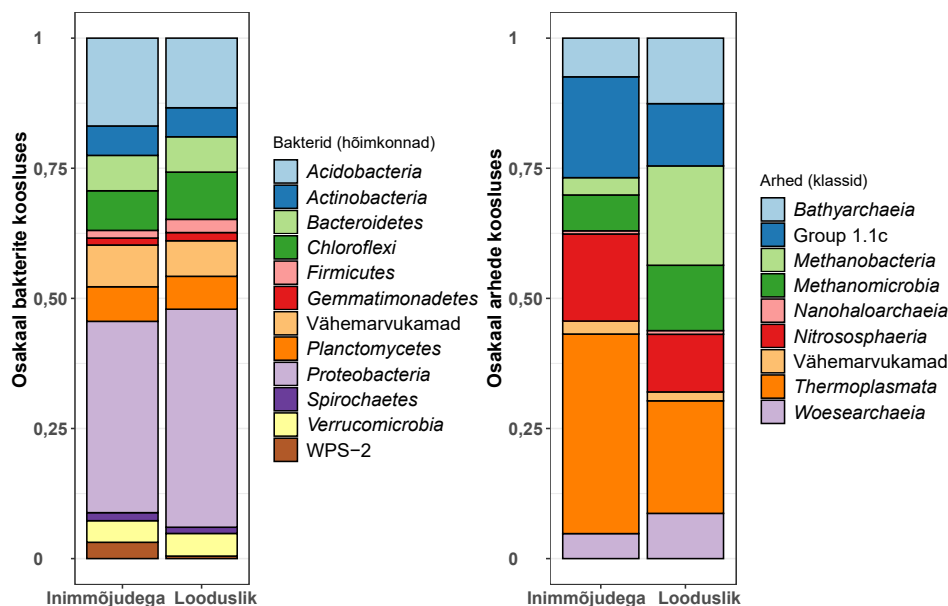 Osakaal bakterite koosluses
1
0,75
0,50
0,25
0
Inimmõjudega
Looduslik
Bakterid (hõimkonnad)
Acidobacteria
Actinobacteria
Bacteroidetes
Chloroflexi
Firmicutes
Gemmatimonadetes
Vähemarvukamad
Planctomycetes
Proteobacteria
Spirochaetes
Verrucomicrobia
WPS−2
Osakaal arhede koosluses
1
0,75
0,50
0,25
0
Inimmõjudega
Looduslik
Arhed (klassid)
Bathyarchaeia
Group 1.1c
Methanobacteria
Methanomicrobia
Nanohaloarchaeia
Nitrososphaeria
Vähemarvukamad
Thermoplasmata
Woesearchaeia